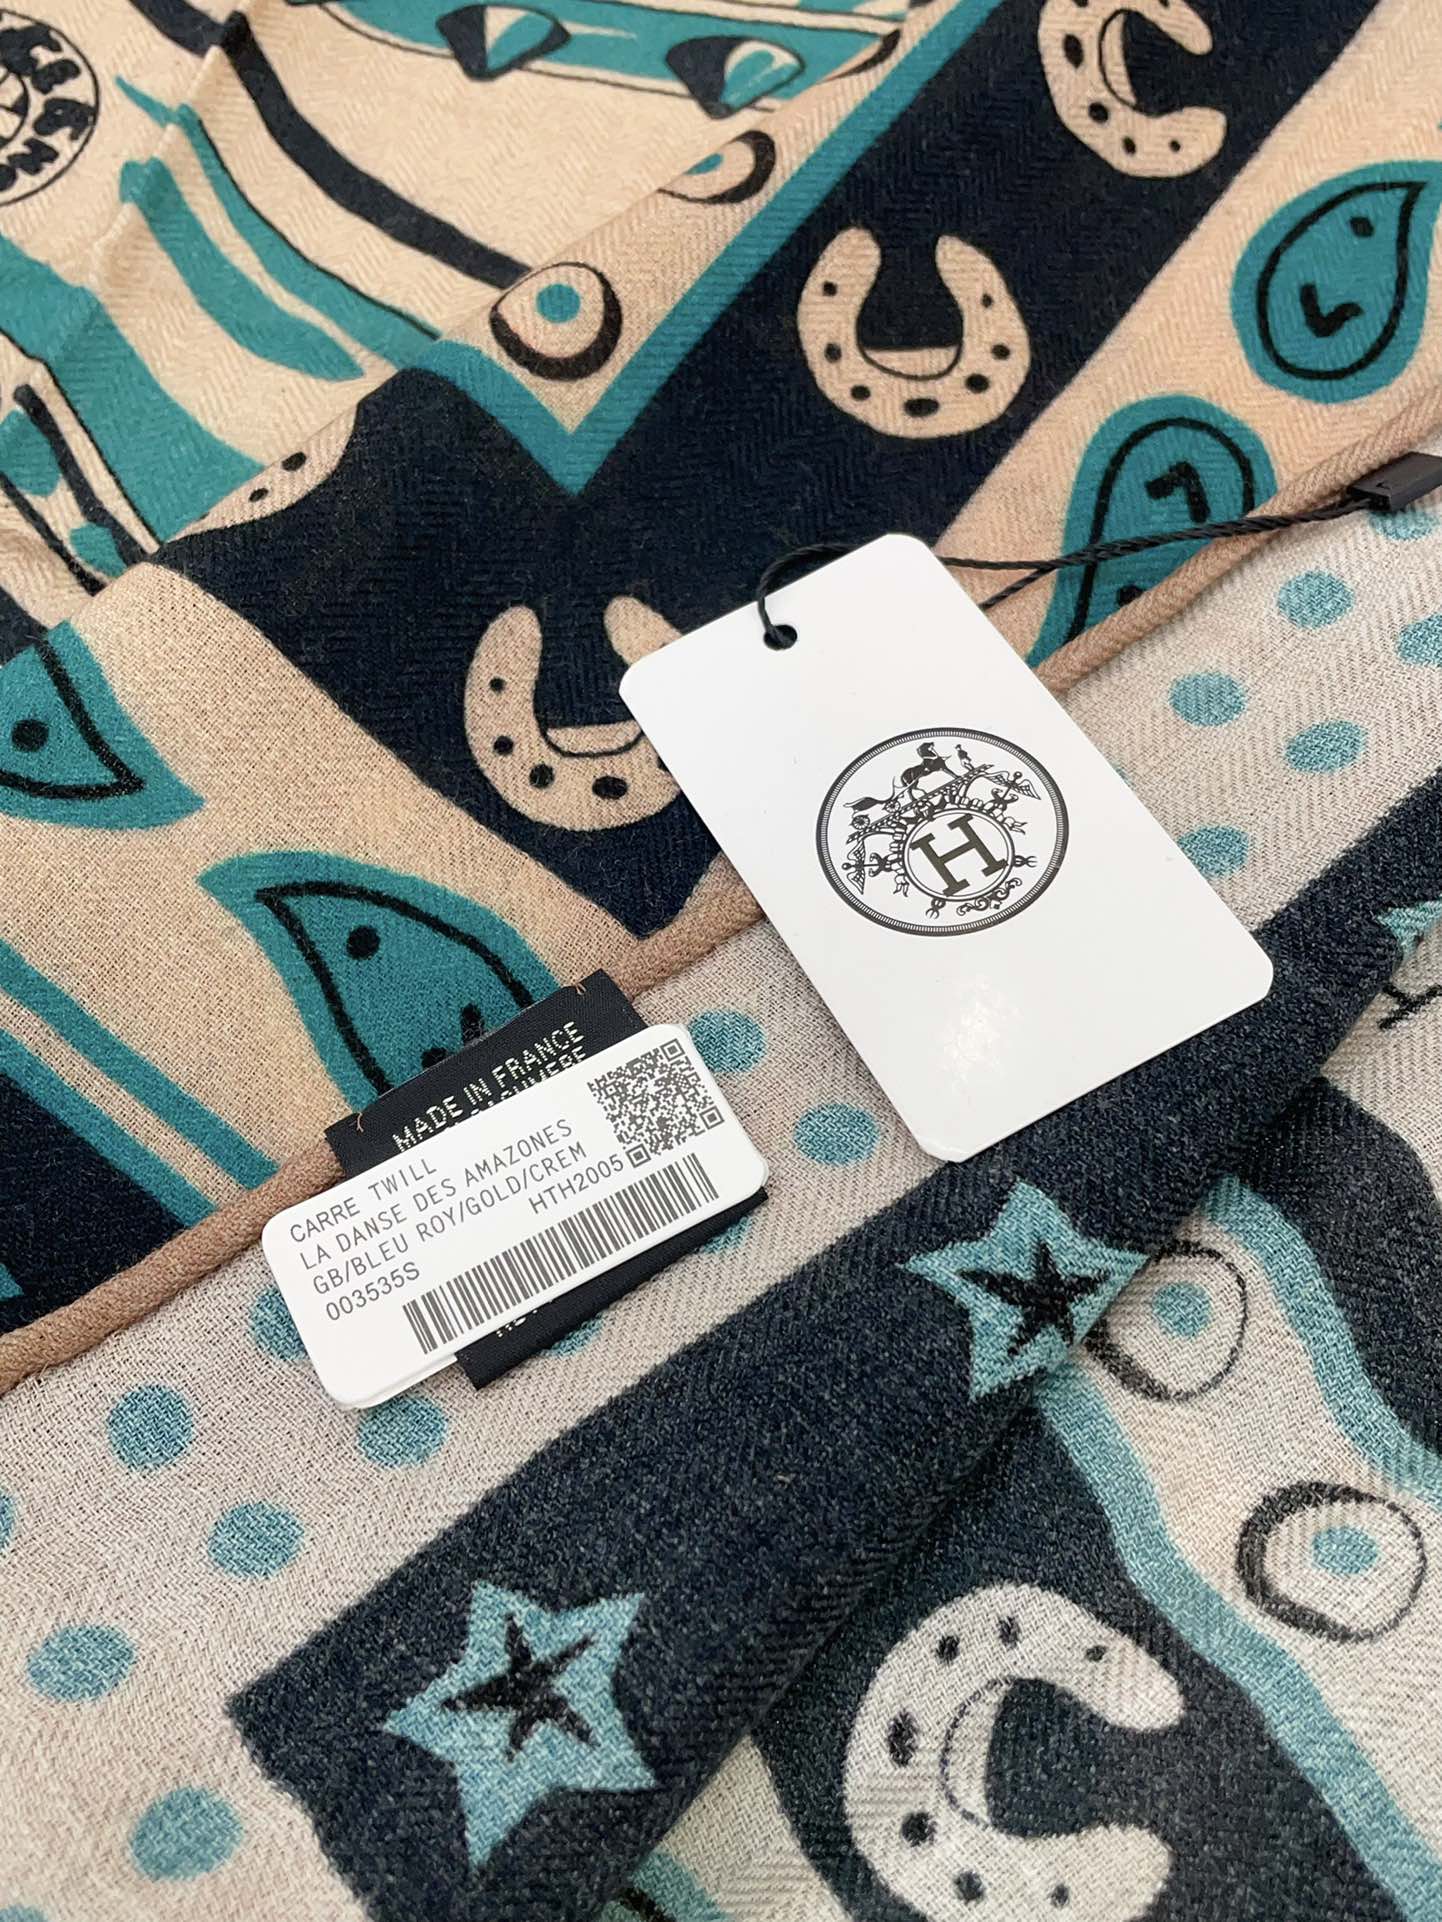 H
MADE IN FRANCE
CARRE TWILL
LA DANSE DES AMAZONES
GB/BLEU ROY/GOLD/CREM
003535S HTH2005